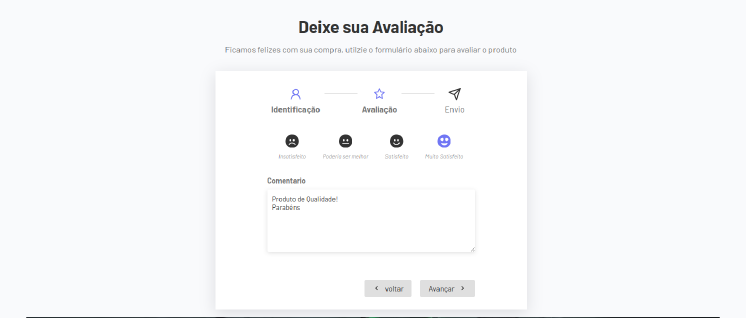 Deixe sua Avaliação
Ficamos felizes com sua compra, utilzie o formulário abaixo para avaliar o produto
Identificação Avaliação Envio
Insatisfeito Poderia ser melhor Satisfeito Muito Satisfeito
Comentario
Produto de Qualidade!
Parabéns
voltar Avançar